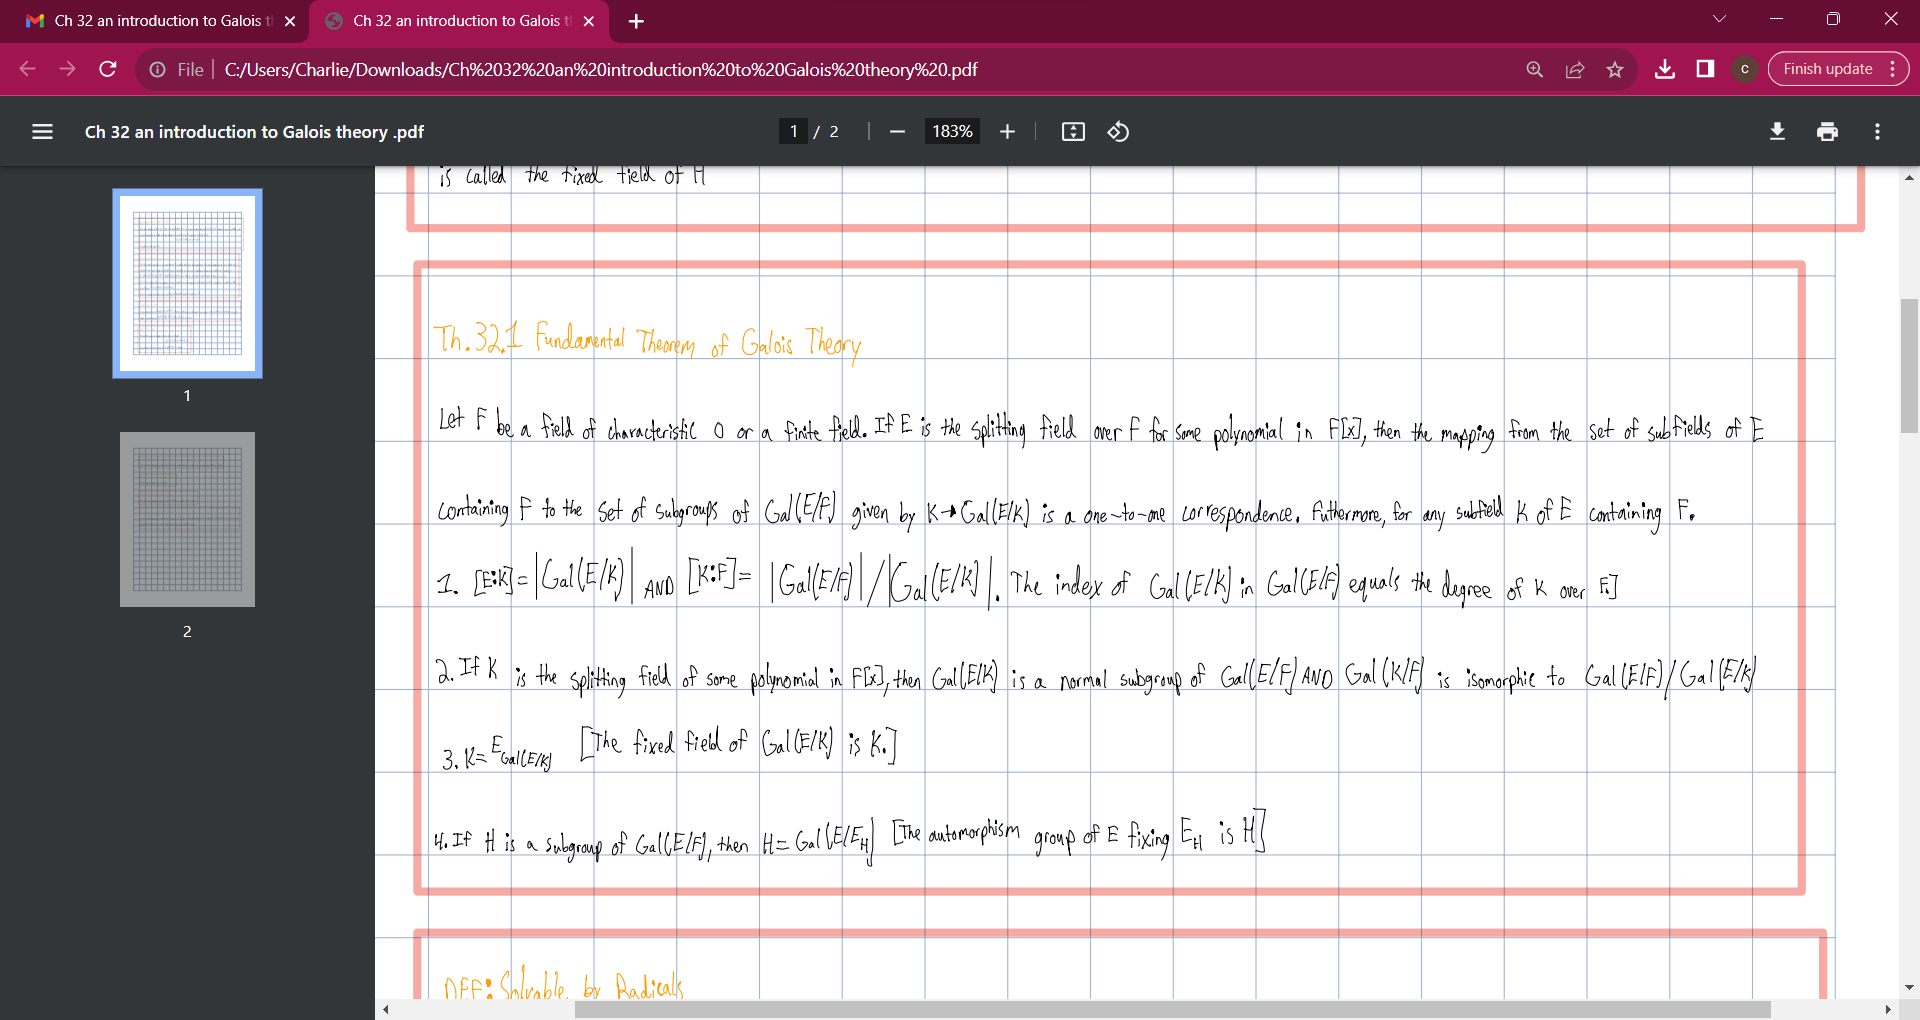 Ch 32 an introduction to Galois t
Ch 32 an introduction to Galois t
File C:/Users/Charlie/Downloads/Ch%2032%20an%20introduction%20to%20Galois%20theory%20.pdf
C
Finish update
Ch 32 an introduction to Galois theory .pdf
1 / 2
183%
1
2
is called the fixed field of H
Th.32.1 Fundamental Theorem of Galois Theory
Let F be a field of characteristic 0 or a finite field. If E is the splitting field over F for some polynomial in F[x], then the mapping from the set of subfields of E
containing F to the set of subgroups of Gal(E/F) given by K→Gal(E/K) is a one-to-one correspondence. Futhermore, for any subfield K of E containing F.
1. [E:K]=|Gal(E/K)| AND [K:F]= |Gal(E/F)|/|Gal(E/K)|. The index of Gal(E/K) in Gal(E/F) equals the degree of K over F.]
2. If K is the splitting field of some polynomial in F[x], then Gal(E/K) is a normal subgroup of Gal(E/F) AND Gal(K/F) is isomorphic to Gal(E/F)/Gal(E/K)
3. K= E_Gal(E/K) [The fixed field of Gal(E/K) is K.]
4. If H is a subgroup of Gal(E/F), then H=Gal(E/E_H) [The automorphism group of E fixing E_H is H]
DEF: Solvable by Radicals